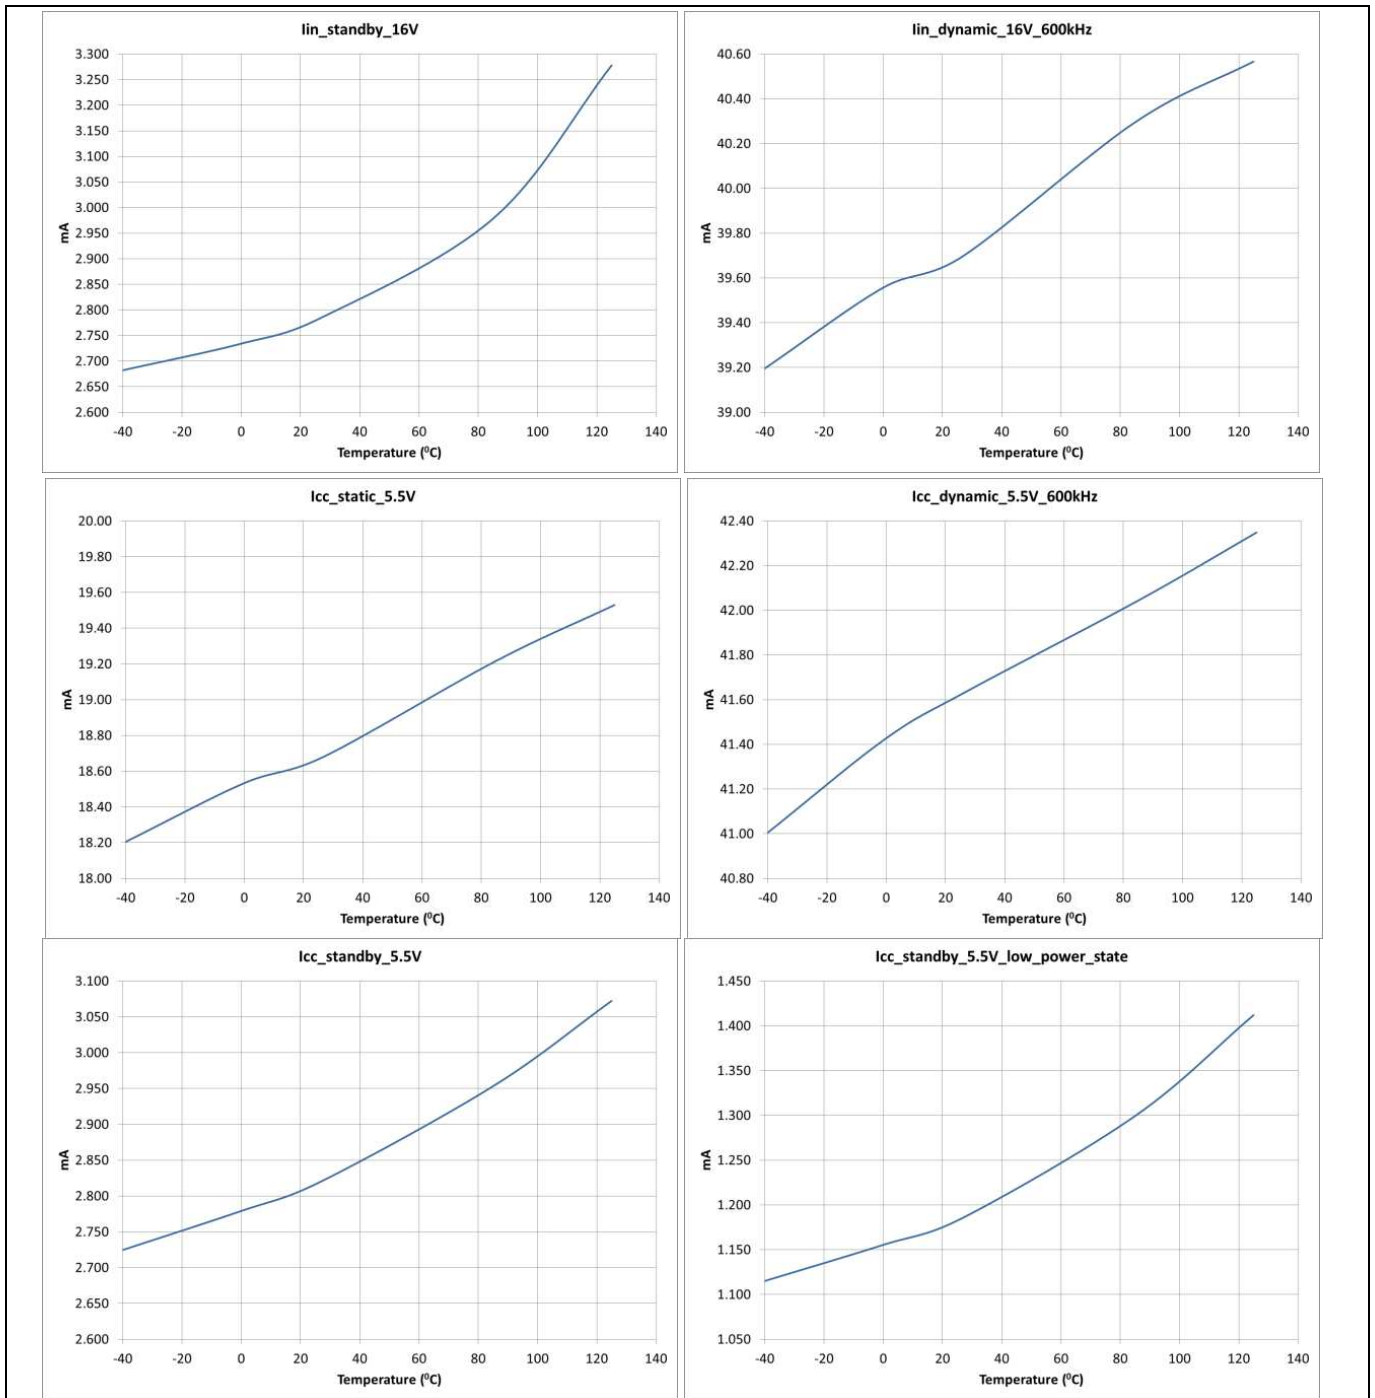 Iin_standby_16V
3.300
3.250
3.200
3.150
3.100
3.050
3.000
2.950
2.900
2.850
2.800
2.750
2.700
2.650
2.600
mA
-40 -20 0 20 40 60 80 100 120 140
Temperature (⁰C)
Iin_dynamic_16V_600kHz
40.60
40.40
40.20
40.00
39.80
39.60
39.40
39.20
39.00
mA
-40 -20 0 20 40 60 80 100 120 140
Temperature (⁰C)
Icc_static_5.5V
20.00
19.80
19.60
19.40
19.20
19.00
18.80
18.60
18.40
18.20
18.00
mA
-40 -20 0 20 40 60 80 100 120 140
Temperature (⁰C)
Icc_dynamic_5.5V_600kHz
42.40
42.20
42.00
41.80
41.60
41.40
41.20
41.00
40.80
mA
-40 -20 0 20 40 60 80 100 120 140
Temperature (⁰C)
Icc_standby_5.5V
3.100
3.050
3.000
2.950
2.900
2.850
2.800
2.750
2.700
2.650
2.600
mA
-40 -20 0 20 40 60 80 100 120 140
Temperature (⁰C)
Icc_standby_5.5V_low_power_state
1.450
1.400
1.350
1.300
1.250
1.200
1.150
1.100
1.050
mA
-40 -20 0 20 40 60 80 100 120 140
Temperature (⁰C)